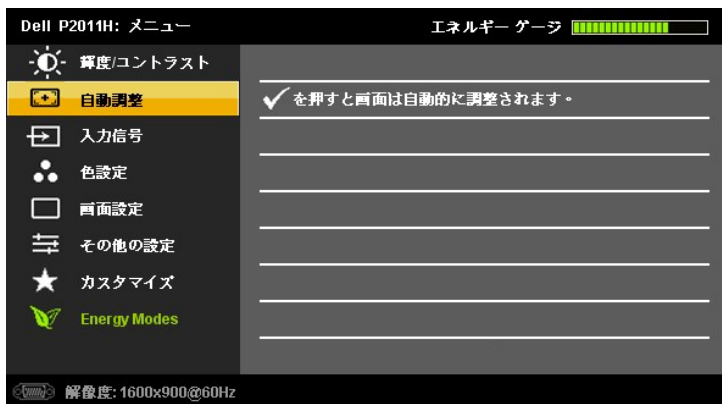 Dell P2011H: メニュー
エネルギー ゲージ
輝度/コントラスト
自動調整
✓を押すと画面は自動的に調整されます。
入力信号
色設定
画面設定
その他の設定
カスタマイズ
Energy Modes
解像度: 1600x900@60Hz